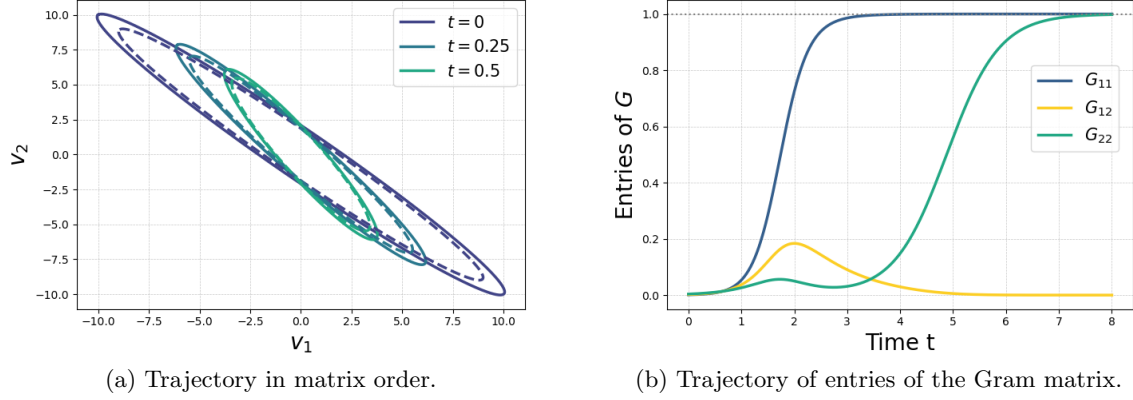 10.0
7.5
5.0
2.5
0.0
−2.5
−5.0
−7.5
−10.0
v₂
t = 0
t = 0.25
t = 0.5
−10.0 −7.5 −5.0 −2.5 0.0 2.5 5.0 7.5 10.0
v₁
(a) Trajectory in matrix order.
1.0
0.8
0.6
0.4
0.2
0.0
Entries of G
G₁₁
G₁₂
G₂₂
0 1 2 3 4 5 6 7 8
Time t
(b) Trajectory of entries of the Gram matrix.